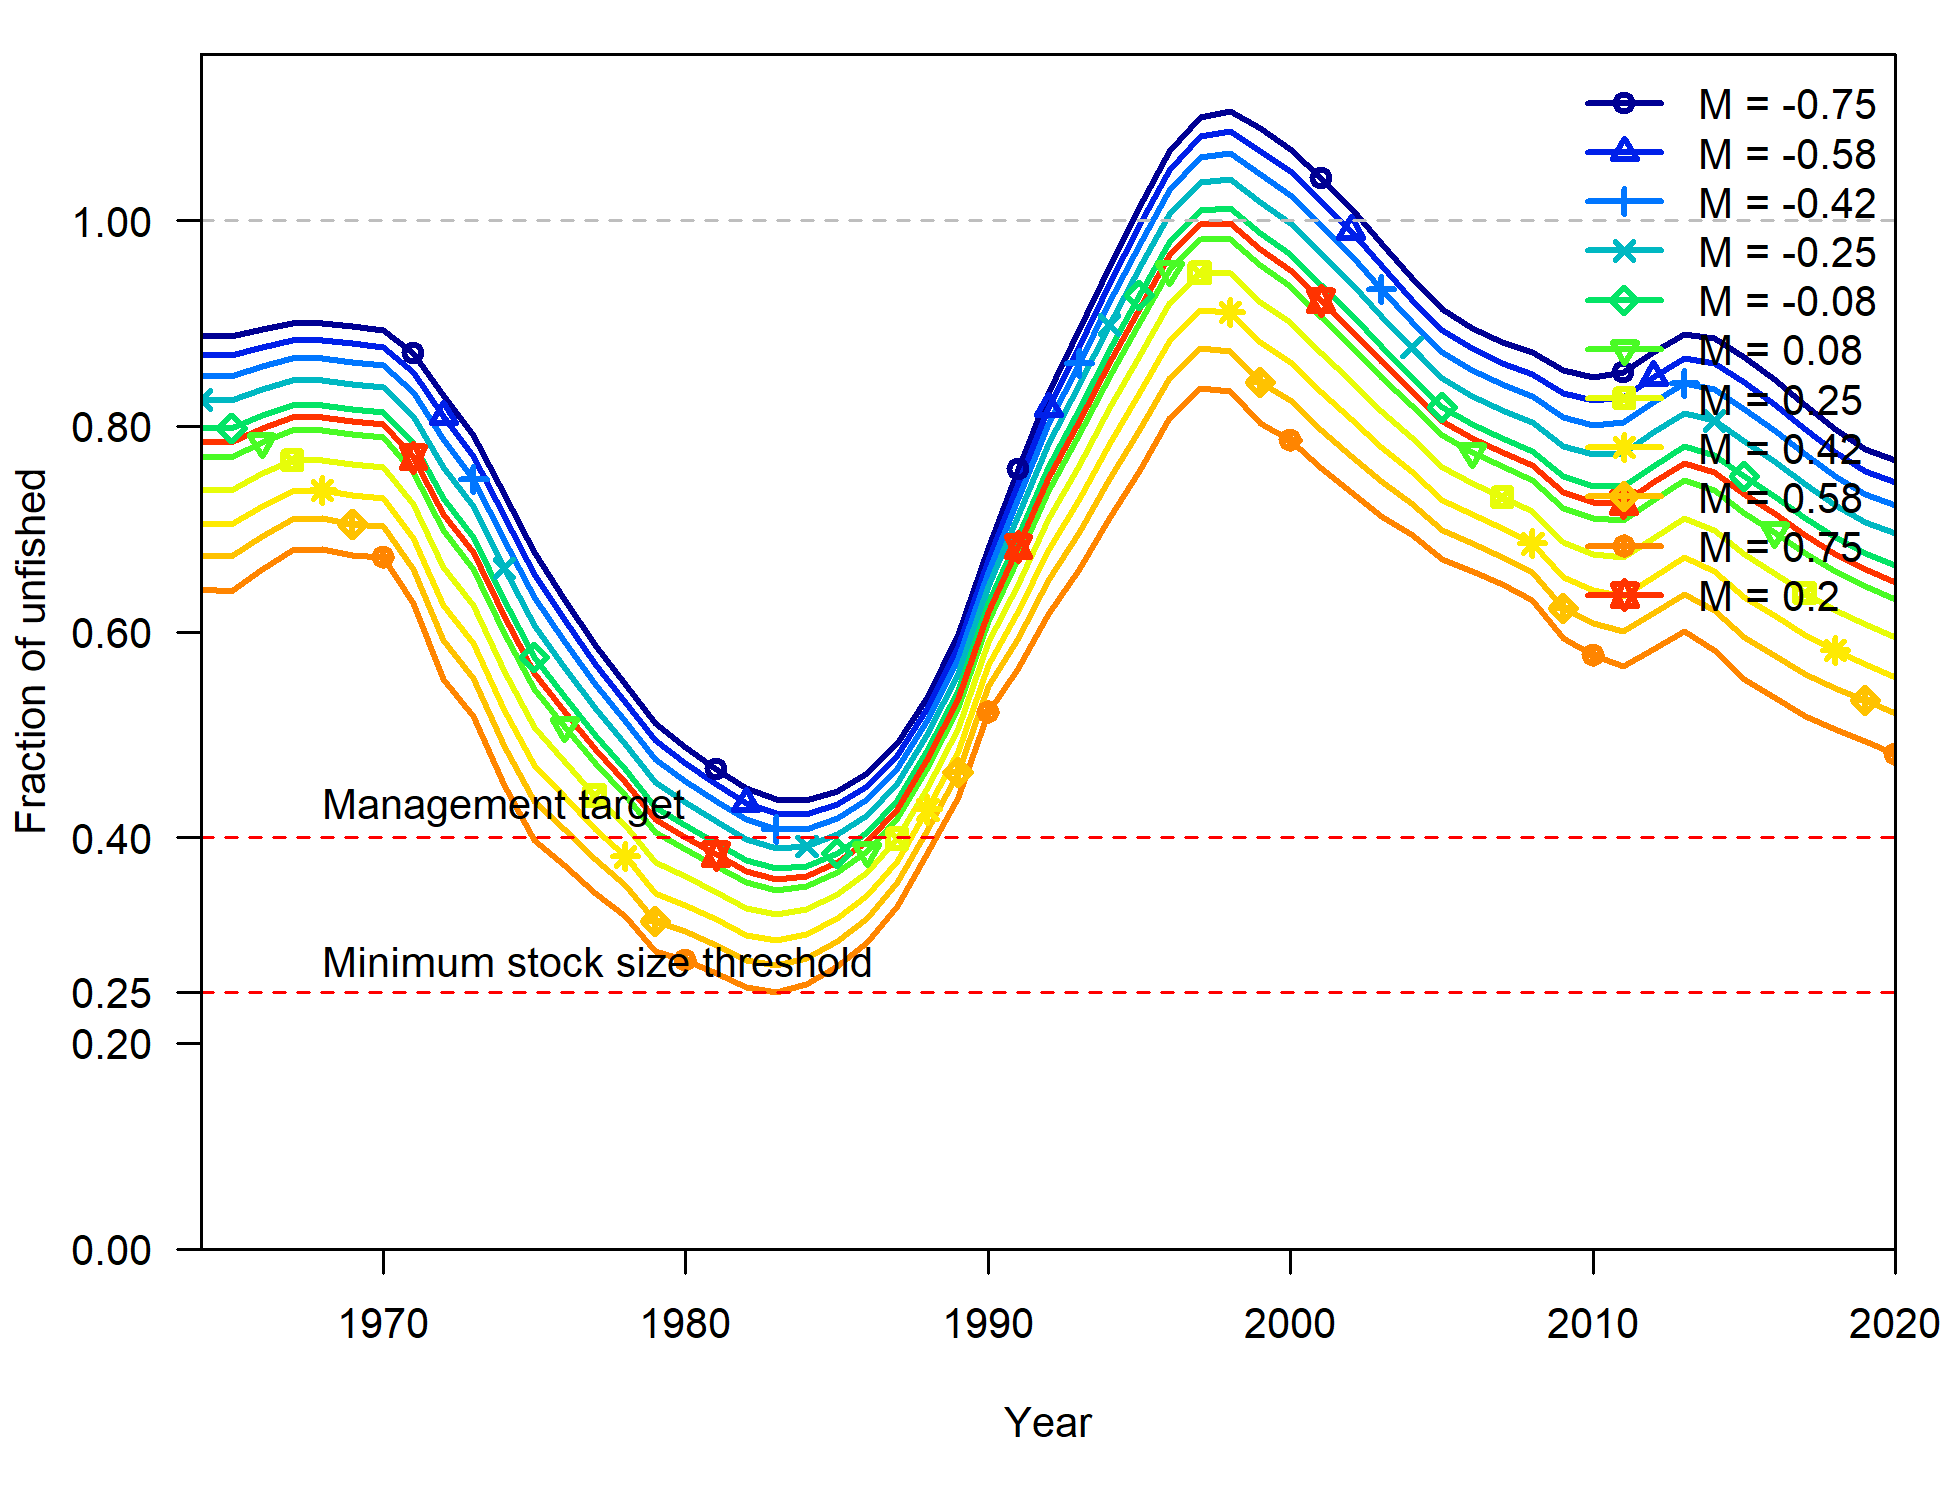 M = -0.75
M = -0.58
M = -0.42
M = -0.25
M = -0.08
M = 0.08
M = 0.25
M = 0.42
M = 0.58
M = 0.75
M = 0.2
1.00
0.80
0.60
0.40
0.25
0.20
0.00
Fraction of unfished
Management target
Minimum stock size threshold
1970
1980
1990
2000
2010
2020
Year